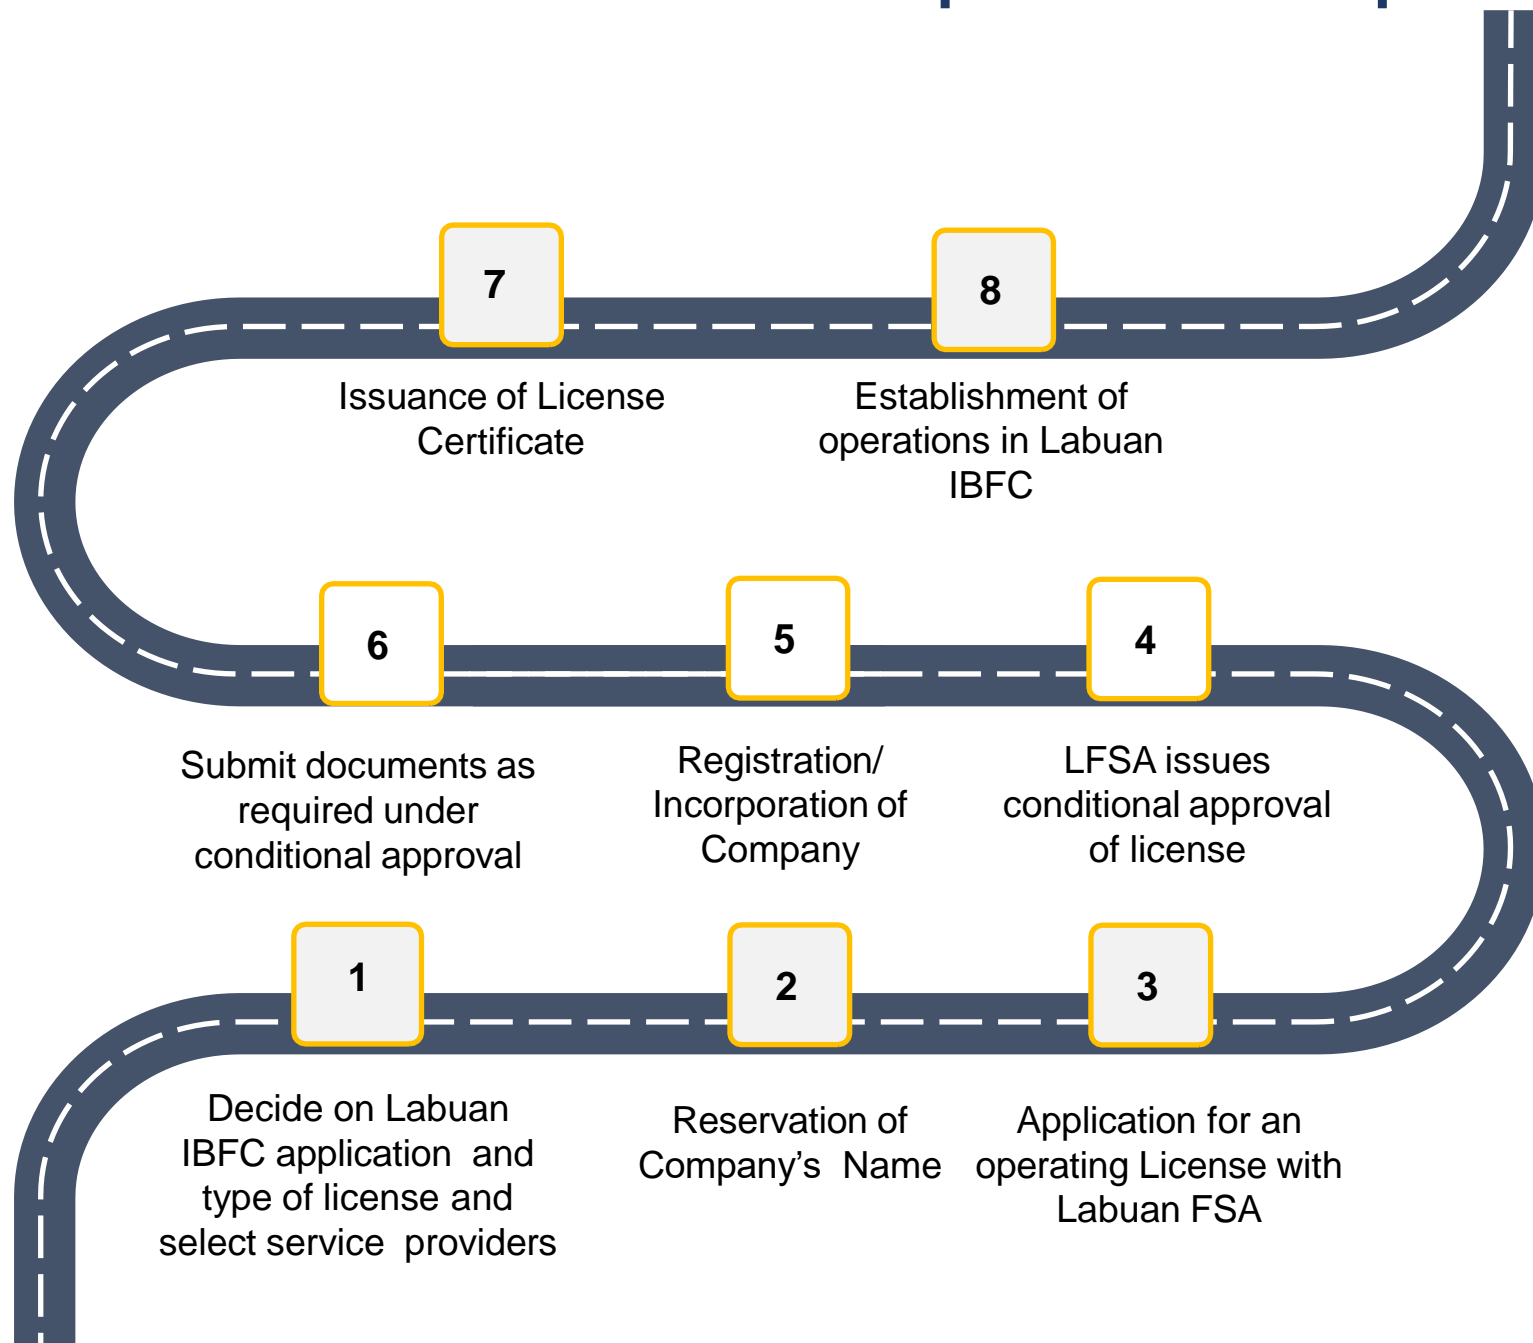 7
8
Issuance of License
Certificate
Establishment of
operations in Labuan
IBFC
6
5
4
Submit documents as
required under
conditional approval
Registration/
Incorporation of
Company
LFSA issues
conditional approval
of license
1
2
3
Decide on Labuan
IBFC application and
type of license and
select service providers
Reservation of
Company’s Name
Application for an
operating License with
Labuan FSA